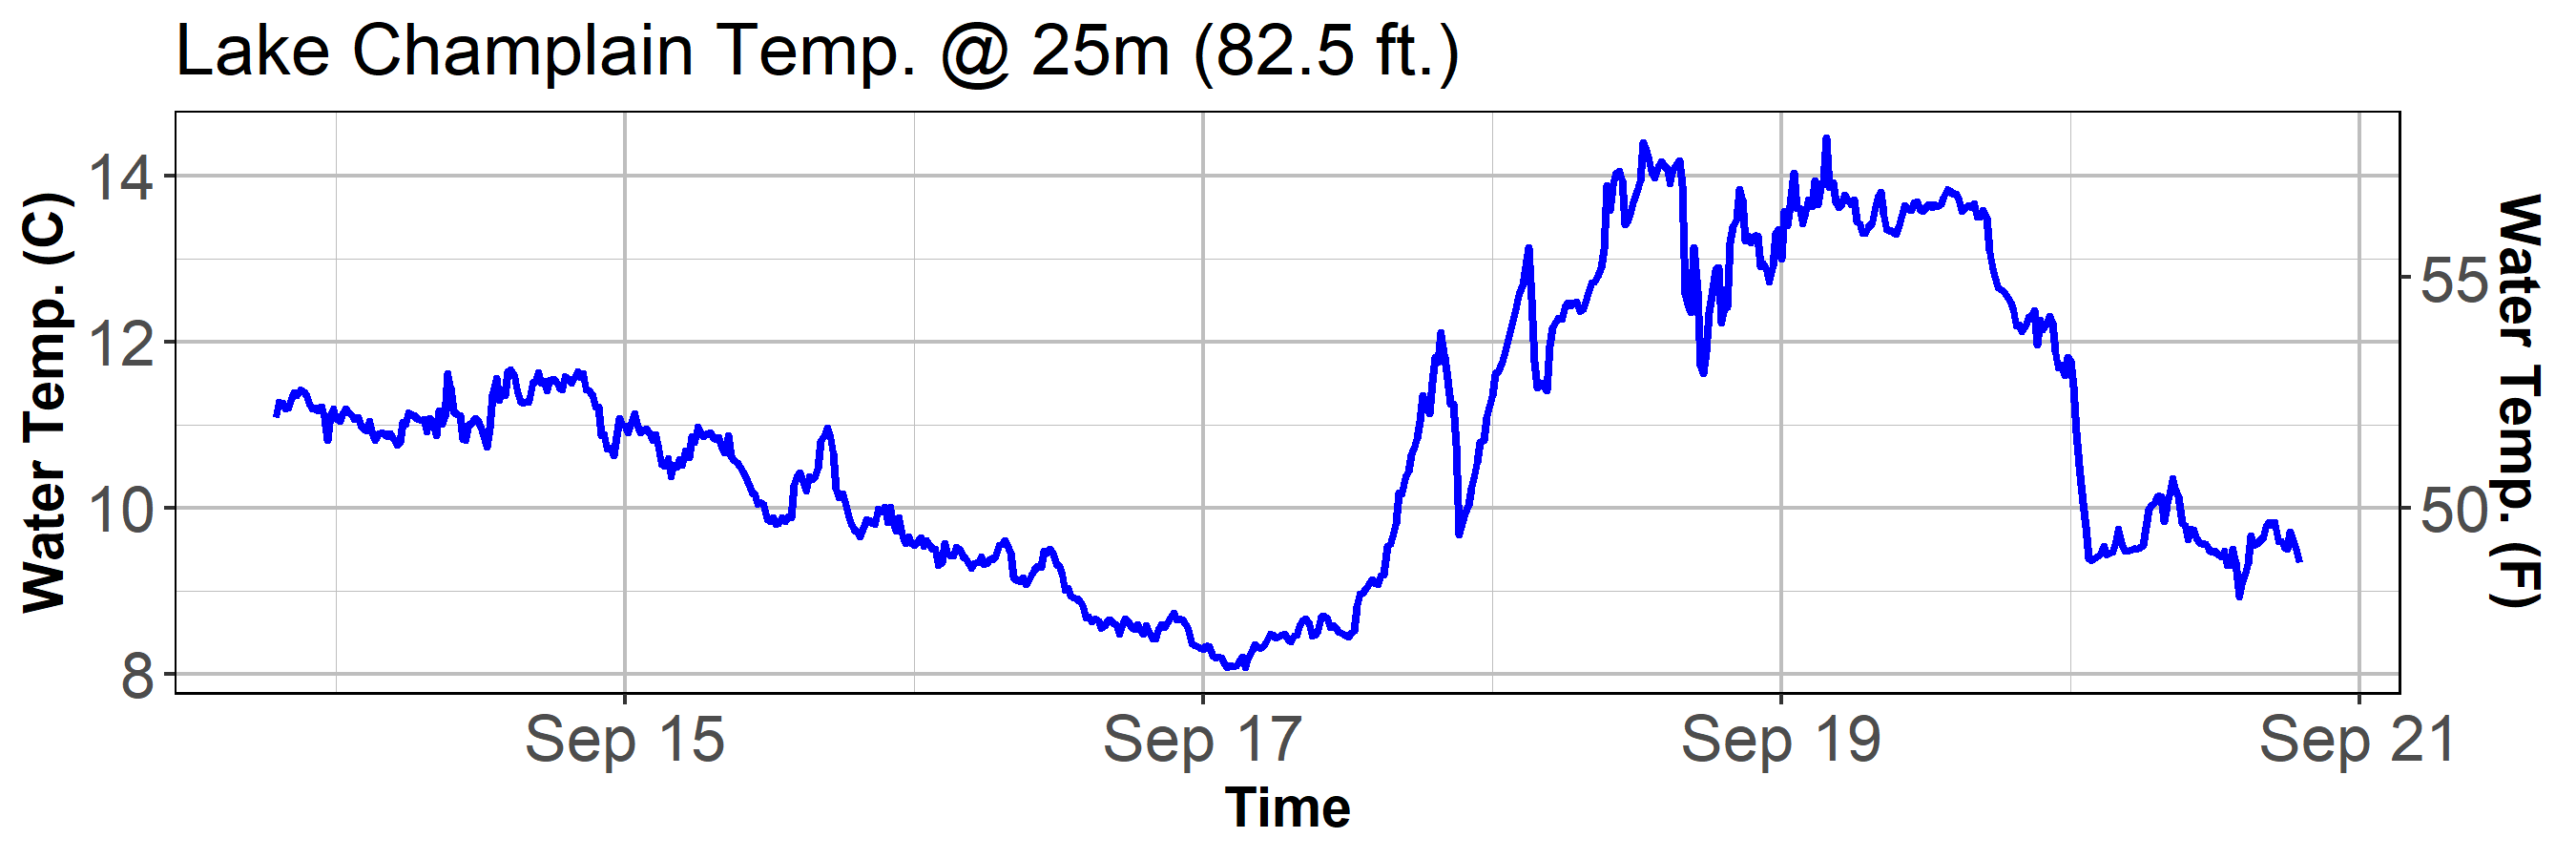 Lake Champlain Temp. @ 25m (82.5 ft.)
Water Temp. (C)
14
12
10
8
55
50
Water Temp. (F)
Sep 15
Sep 17
Sep 19
Sep 21
Time